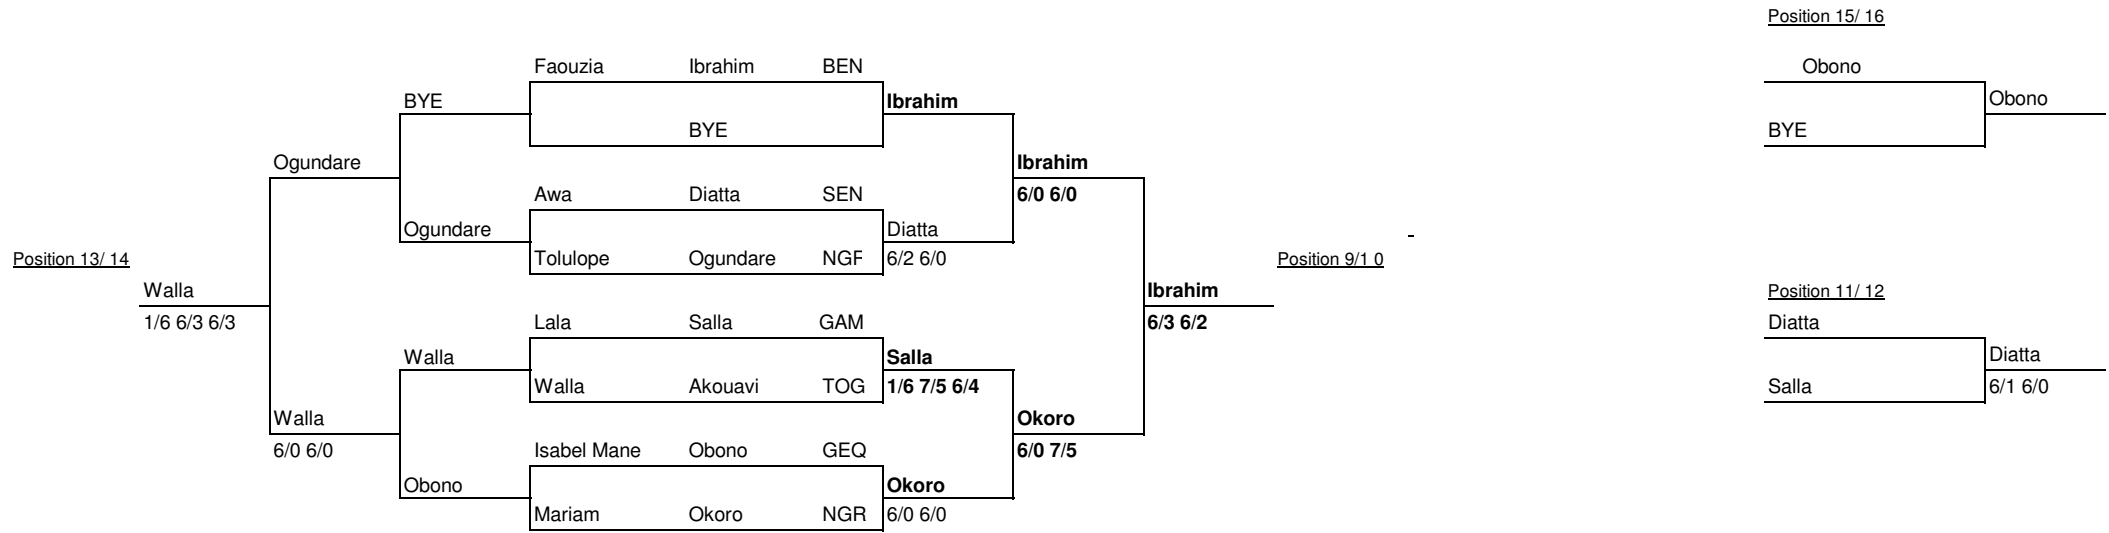 Position 15/ 16
Faouzia Ibrahim BEN Obono
BYE Ibrahim Obono
BYE BYE
Ogundare Ibrahim
Awa Diatta SEN 6/0 6/0
Ogundare Diatta
Position 13/ 14 Tolulope Ogundare NGF 6/2 6/0 Position 9/1 0
Walla Ibrahim Position 11/ 12
1/6 6/3 6/3 Lala Salla GAM 6/3 6/2 Diatta
Walla Salla Diatta
Walla Akouavi TOG 1/6 7/5 6/4 Salla 6/1 6/0
Walla Okoro
6/0 6/0 Isabel Mane Obono GEQ 6/0 7/5
Obono Okoro
Mariam Okoro NGR 6/0 6/0